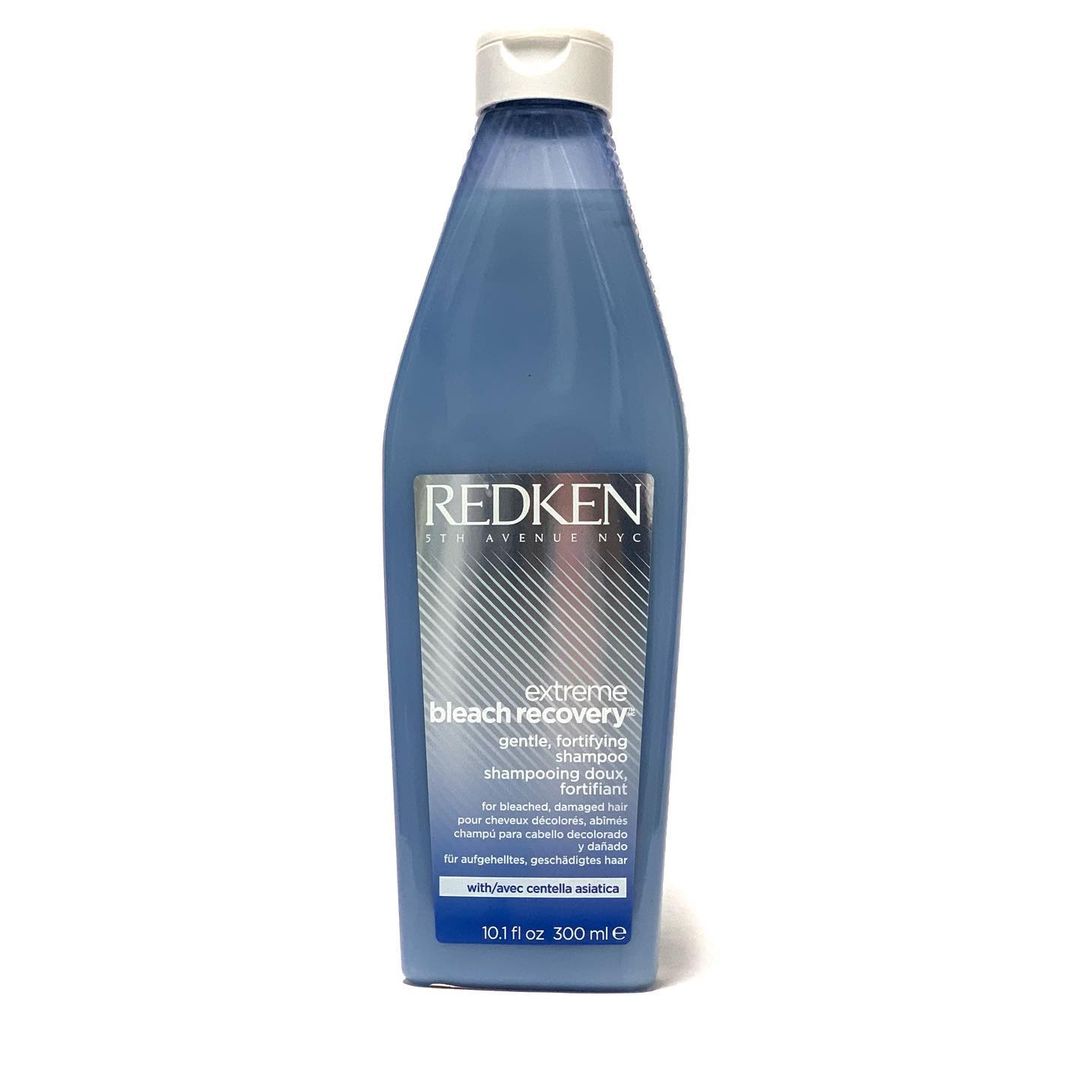 REDKEN
5TH AVENUE NYC
extreme
bleach recovery™
gentle, fortifying
shampoo
shampooing doux,
fortifiant
for bleached, damaged hair
pour cheveux décolorés, abîmés
champú para cabello decolorado
y dañado
für aufgehelltes, geschädigtes haar
with/avec centella asiatica
10.1 fl oz 300 ml ℮